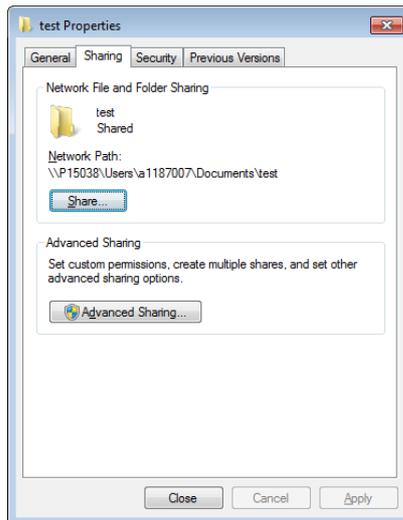 test Properties
General Sharing Security Previous Versions
Network File and Folder Sharing
test
Shared
Network Path:
\\P15038\Users\a1187007\Documents\test
Share...
Advanced Sharing
Set custom permissions, create multiple shares, and set other
advanced sharing options.
Advanced Sharing...
Close Cancel Apply